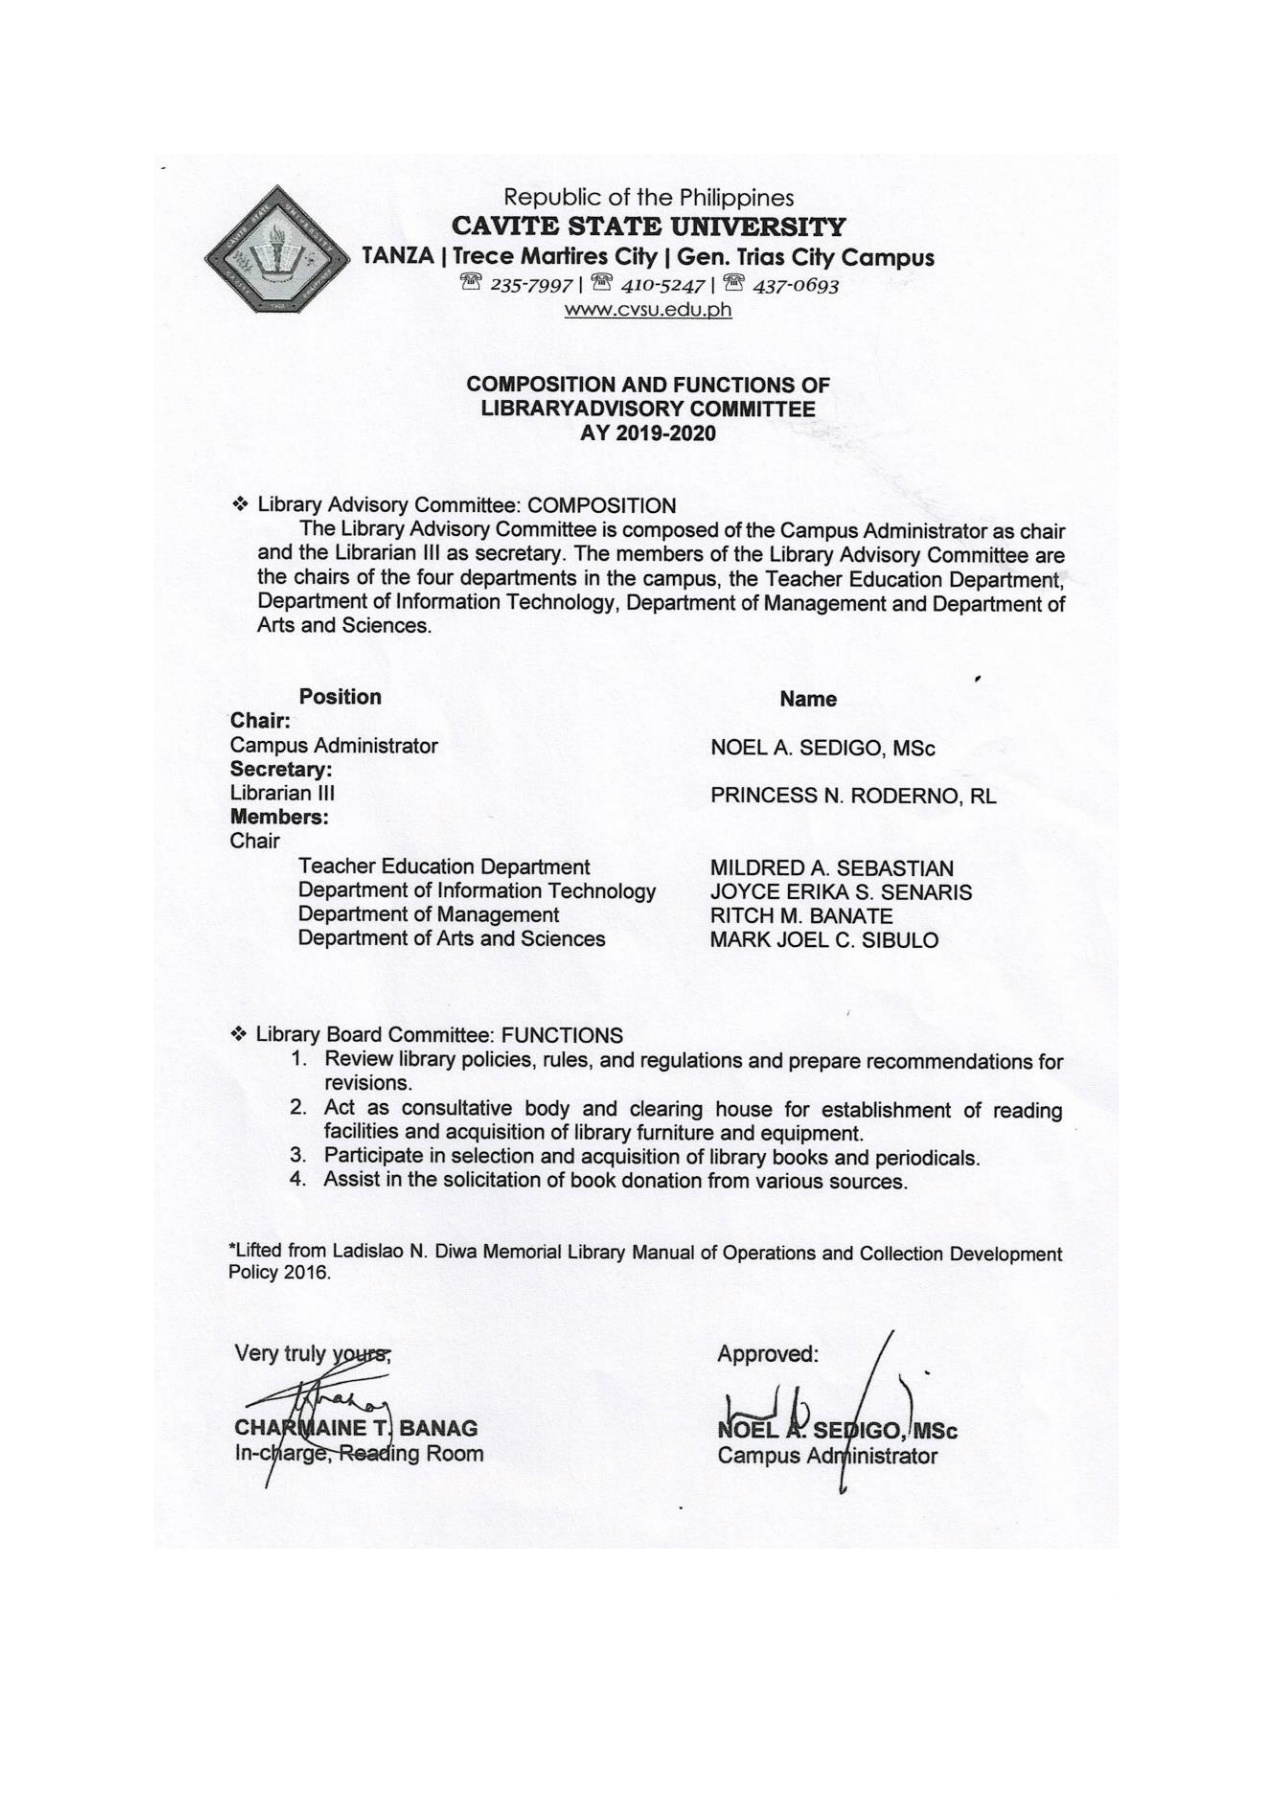 Republic of the Philippines
CAVITE STATE UNIVERSITY
TANZA | Trece Martires City | Gen. Trias City Campus
☏ 235-7997 | ☏ 410-5247 | ☏ 437-0693
www.cvsu.edu.ph
COMPOSITION AND FUNCTIONS OF
LIBRARYADVISORY COMMITTEE
AY 2019-2020
❖ Library Advisory Committee: COMPOSITION
The Library Advisory Committee is composed of the Campus Administrator as chair
and the Librarian III as secretary. The members of the Library Advisory Committee are
the chairs of the four departments in the campus, the Teacher Education Department,
Department of Information Technology, Department of Management and Department of
Arts and Sciences.
Position Name
Chair:
Campus Administrator NOEL A. SEDIGO, MSc
Secretary:
Librarian III PRINCESS N. RODERNO, RL
Members:
Chair
Teacher Education Department MILDRED A. SEBASTIAN
Department of Information Technology JOYCE ERIKA S. SENARIS
Department of Management RITCH M. BANATE
Department of Arts and Sciences MARK JOEL C. SIBULO
❖ Library Board Committee: FUNCTIONS
1. Review library policies, rules, and regulations and prepare recommendations for
revisions.
2. Act as consultative body and clearing house for establishment of reading
facilities and acquisition of library furniture and equipment.
3. Participate in selection and acquisition of library books and periodicals.
4. Assist in the solicitation of book donation from various sources.
*Lifted from Ladislao N. Diwa Memorial Library Manual of Operations and Collection Development
Policy 2016.
Very truly yours, Approved:
CHARMAINE T. BANAG NOEL A. SEDIGO, MSc
In-charge, Reading Room Campus Administrator